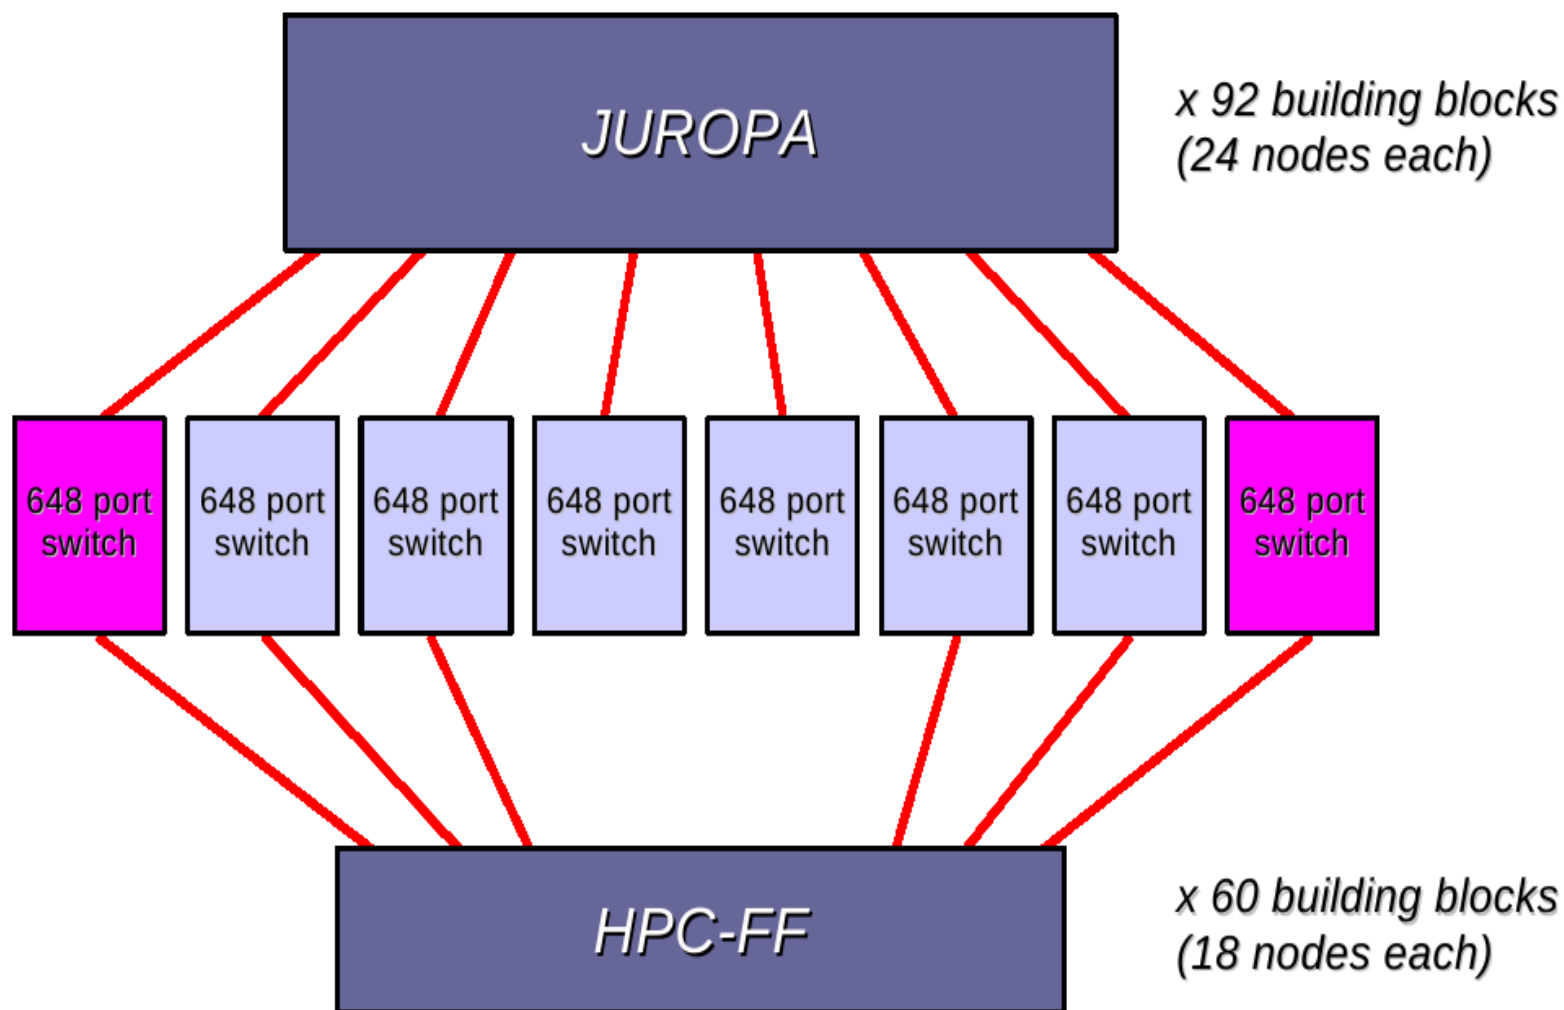 JUROPA
x 92 building blocks
(24 nodes each)
648 port
switch
648 port
switch
648 port
switch
648 port
switch
648 port
switch
648 port
switch
648 port
switch
648 port
switch
HPC-FF
x 60 building blocks
(18 nodes each)